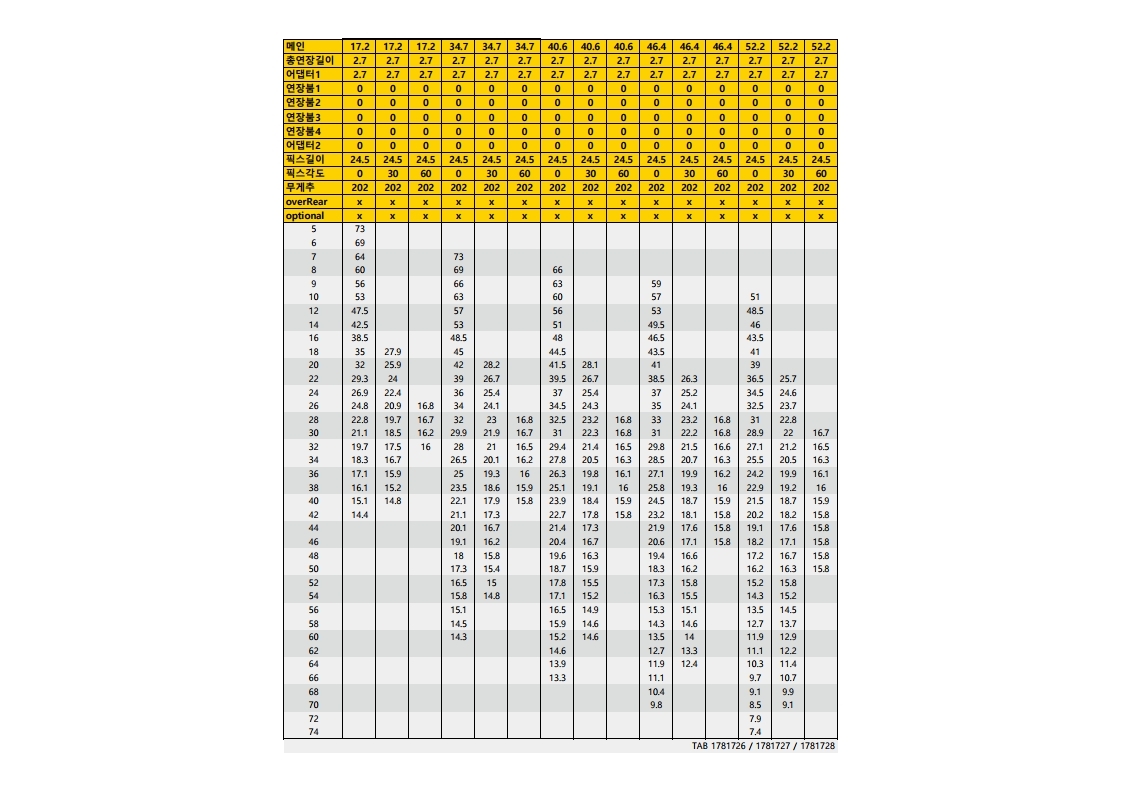 메인 17.2 17.2 17.2 34.7 34.7 34.7 40.6 40.6 40.6 46.4 46.4 46.4 52.2 52.2 52.2
총연장길이 2.7 2.7 2.7 2.7 2.7 2.7 2.7 2.7 2.7 2.7 2.7 2.7 2.7 2.7 2.7
어댑터1 2.7 2.7 2.7 2.7 2.7 2.7 2.7 2.7 2.7 2.7 2.7 2.7 2.7 2.7 2.7
연장붐1 0 0 0 0 0 0 0 0 0 0 0 0 0 0 0
연장붐2 0 0 0 0 0 0 0 0 0 0 0 0 0 0 0
연장붐3 0 0 0 0 0 0 0 0 0 0 0 0 0 0 0
연장붐4 0 0 0 0 0 0 0 0 0 0 0 0 0 0 0
어댑터2 0 0 0 0 0 0 0 0 0 0 0 0 0 0 0
픽스길이 24.5 24.5 24.5 24.5 24.5 24.5 24.5 24.5 24.5 24.5 24.5 24.5 24.5 24.5 24.5
픽스각도 0 30 60 0 30 60 0 30 60 0 30 60 0 30 60
무게추 202 202 202 202 202 202 202 202 202 202 202 202 202 202 202
overRear x x x x x x x x x x x x x x x
optional x x x x x x x x x x x x x x x
5 73
6 69
7 64 73
8 60 69 66
9 56 66 63 59
10 53 63 60 57 51
12 47.5 57 56 53 48.5
14 42.5 53 51 49.5 46
16 38.5 48.5 48 46.5 43.5
18 35 27.9 45 44.5 43.5 41
20 32 25.9 42 28.2 41.5 28.1 41 39
22 29.3 24 39 26.7 39.5 26.7 38.5 26.3 36.5 25.7
24 26.9 22.4 36 25.4 37 25.4 37 25.2 34.5 24.6
26 24.8 20.9 16.8 34 24.1 34.5 24.3 35 24.1 32.5 23.7
28 22.8 19.7 16.7 32 23 16.8 32.5 23.2 16.8 33 23.2 16.8 31 22.8
30 21.1 18.5 16.2 29.9 21.9 16.7 31 22.3 16.8 31 22.2 16.8 28.9 22 16.7
32 19.7 17.5 16 28 21 16.5 29.4 21.4 16.5 29.8 21.5 16.6 27.1 21.2 16.5
34 18.3 16.7 26.5 20.1 16.2 27.8 20.5 16.3 28.5 20.7 16.3 25.5 20.5 16.3
36 17.1 15.9 25 19.3 16 26.3 19.8 16.1 27.1 19.9 16.2 24.2 19.9 16.1
38 16.1 15.2 23.5 18.6 15.9 25.1 19.1 16 25.8 19.3 16 22.9 19.2 16
40 15.1 14.8 22.1 17.9 15.8 23.9 18.4 15.9 24.5 18.7 15.9 21.5 18.7 15.9
42 14.4 21.1 17.3 22.7 17.8 15.8 23.2 18.1 15.8 20.2 18.2 15.8
44 20.1 16.7 21.4 17.3 21.9 17.6 15.8 19.1 17.6 15.8
46 19.1 16.2 20.4 16.7 20.6 17.1 15.8 18.2 17.1 15.8
48 18 15.8 19.6 16.3 19.4 16.6 17.2 16.7 15.8
50 17.3 15.4 18.7 15.9 18.3 16.2 16.2 16.3 15.8
52 16.5 15 17.8 15.5 17.3 15.8 15.2 15.8
54 15.8 14.8 17.1 15.2 16.3 15.5 14.3 15.2
56 15.1 16.5 14.9 15.3 15.1 13.5 14.5
58 14.5 15.9 14.6 14.3 14.6 12.7 13.7
60 14.3 15.2 14.6 13.5 14 11.9 12.9
62 14.6 12.7 13.3 11.1 12.2
64 13.9 11.9 12.4 10.3 11.4
66 13.3 11.1 9.7 10.7
68 10.4 9.1 9.9
70 9.8 8.5 9.1
72 7.9
74 7.4
TAB 1781726 / 1781727 / 1781728